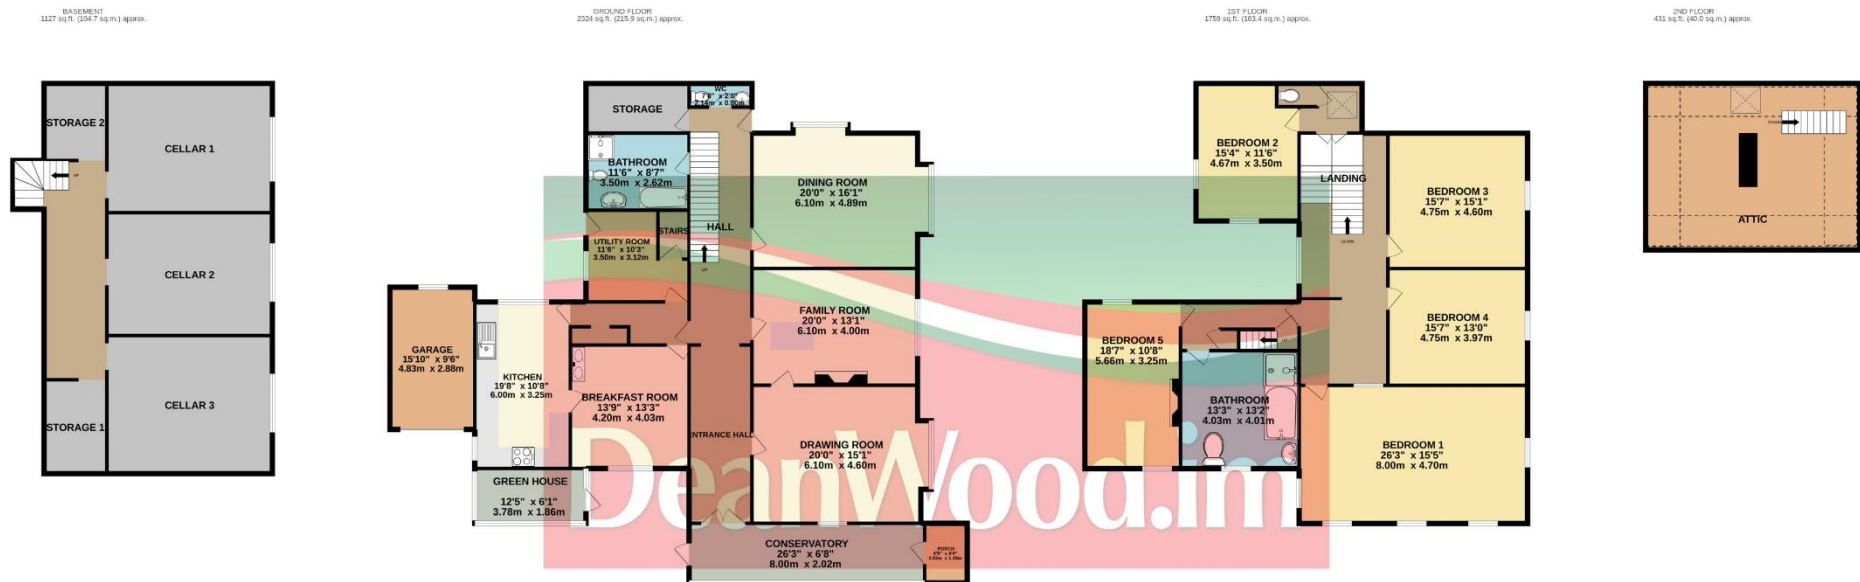 BASEMENT
1127 sq.ft. (104.7 sq.m.) approx.
STORAGE 2
CELLAR 1
UP
CELLAR 2
CELLAR 3
STORAGE 1
GROUND FLOOR
2324 sq.ft. (215.9 sq.m.) approx.
WC
STORAGE
BATHROOM
11'6" x 8'7"
3.50m x 2.62m
DINING ROOM
20'0" x 16'1"
6.10m x 4.89m
STAIRS
HALL
UTILITY ROOM
11'6" x 10'3"
3.50m x 3.12m
UP
FAMILY ROOM
20'0" x 13'1"
6.10m x 4.00m
GARAGE
15'10" x 9'6"
4.83m x 2.88m
KITCHEN
19'8" x 10'8"
6.00m x 3.25m
BREAKFAST ROOM
13'9" x 13'3"
4.20m x 4.03m
ENTRANCE HALL
DRAWING ROOM
20'0" x 15'1"
6.10m x 4.60m
GREEN HOUSE
12'5" x 6'1"
3.78m x 1.86m
CONSERVATORY
26'3" x 6'8"
8.00m x 2.02m
PORCH
1ST FLOOR
1759 sq.ft. (163.4 sq.m.) approx.
BEDROOM 2
15'4" x 11'6"
4.67m x 3.50m
LANDING
DOWN
BEDROOM 3
15'7" x 15'1"
4.75m x 4.60m
BEDROOM 4
15'7" x 13'0"
4.75m x 3.97m
BEDROOM 5
18'7" x 10'8"
5.66m x 3.25m
UP
BATHROOM
13'3" x 13'2"
4.03m x 4.01m
BEDROOM 1
26'3" x 15'5"
8.00m x 4.70m
2ND FLOOR
431 sq.ft. (40.0 sq.m.) approx.
DOWN
ATTIC
DeanWood.im